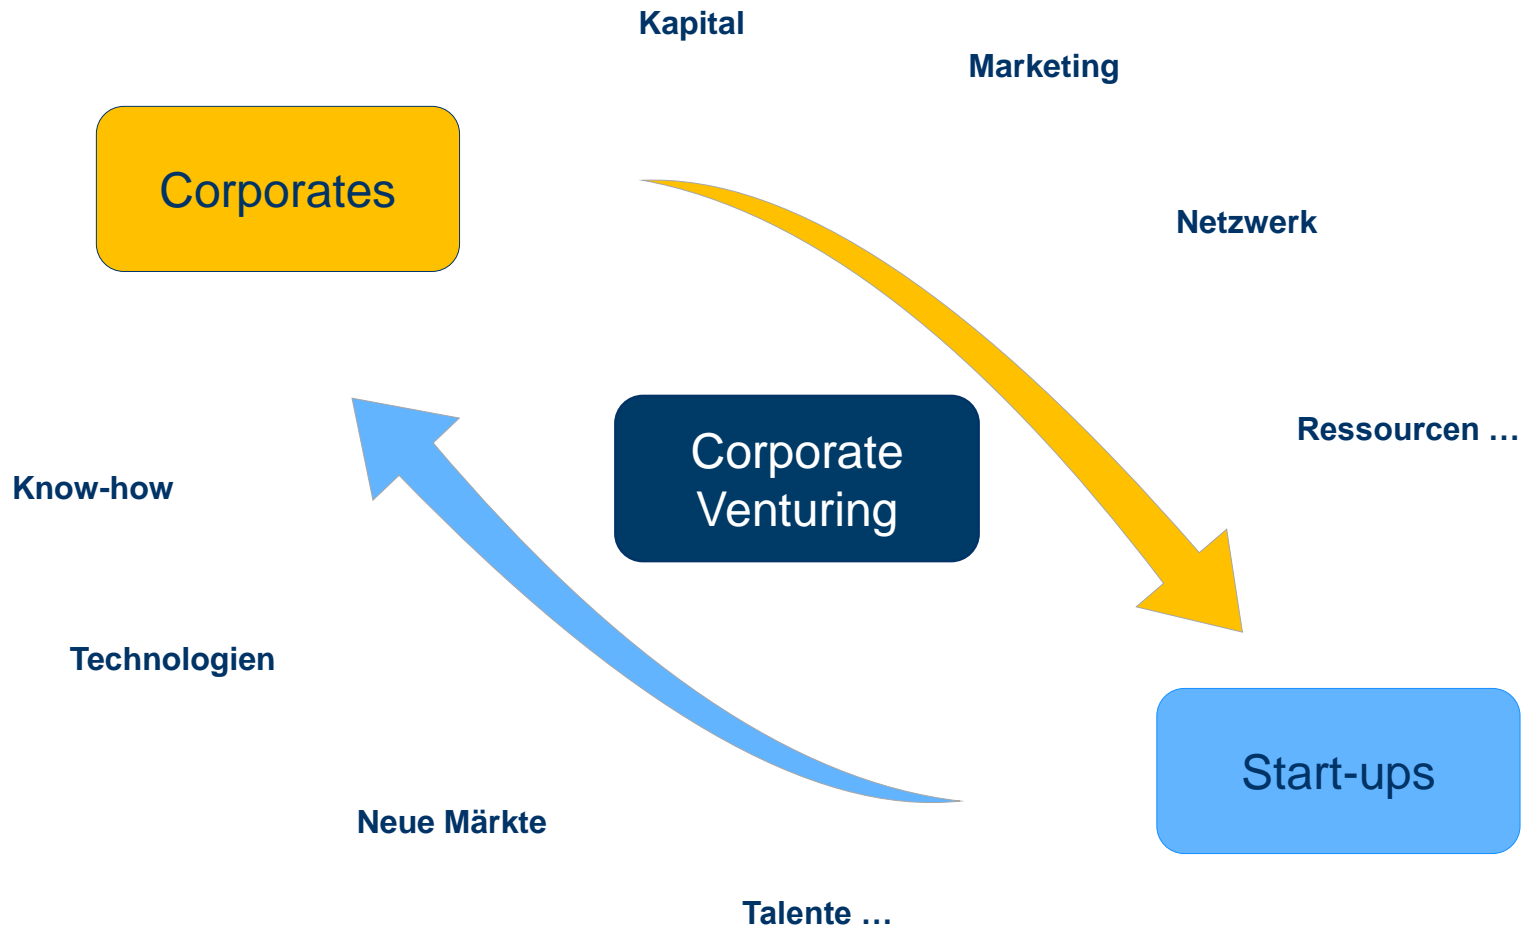 Kapital
Marketing
Corporates
Netzwerk
Corporate
Venturing
Ressourcen …
Know-how
Technologien
Start-ups
Neue Märkte
Talente …